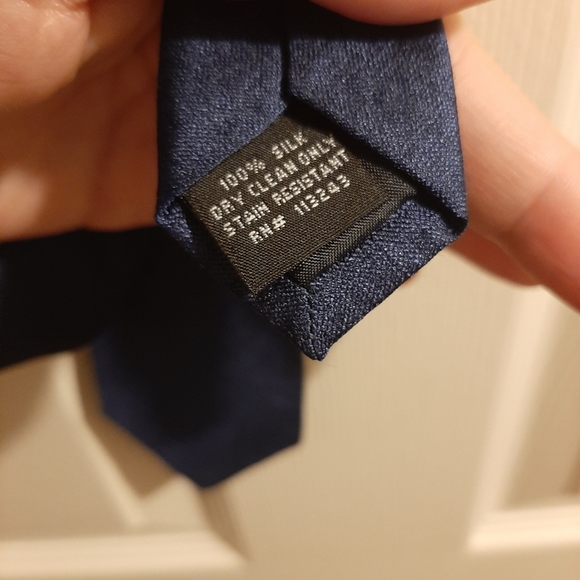 100% SILK
DRY CLEAN ONLY
STAIN RESISTANT
RN# 113243